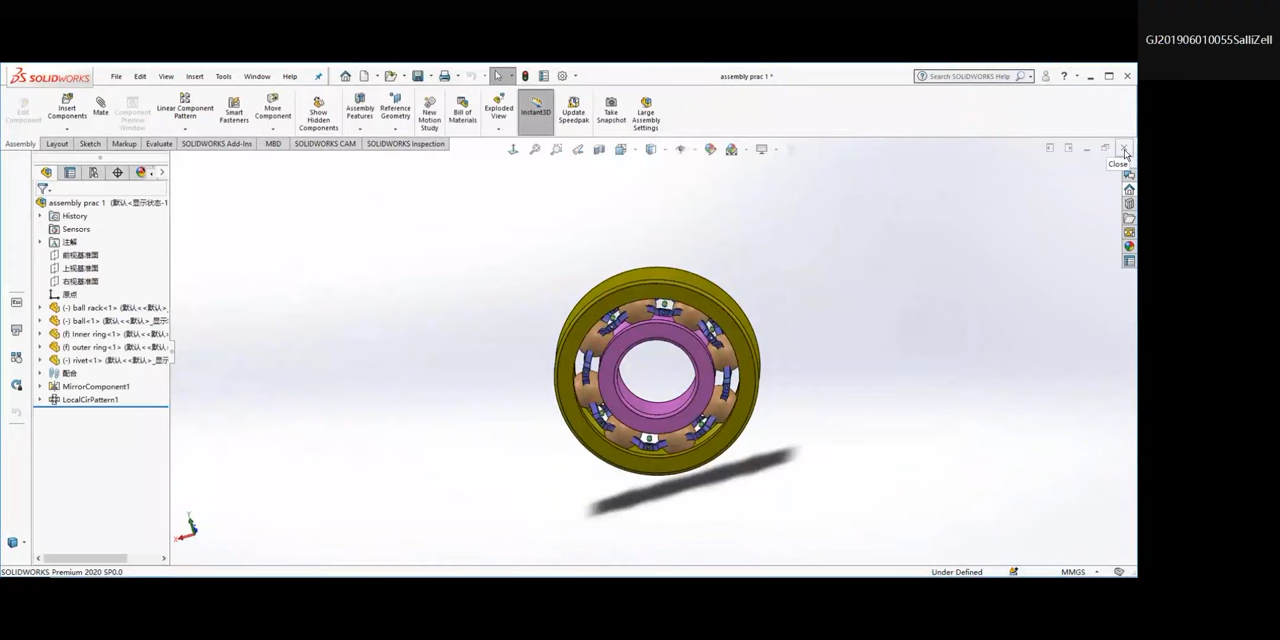 GJ201906010055SalliZell
SOLIDWORKS File Edit View Insert Tools Window Help assembly prac 1 * Search SOLIDWORKS Help
Edit Component
Insert Components
Mate
Component Preview Window
Linear Component Pattern
Smart Fasteners
Move Component
Show Hidden Components
Assembly Features
Reference Geometry
New Motion Study
Bill of Materials
Exploded View
Instant3D
Update Speedpak
Take Snapshot
Large Assembly Settings
Assembly Layout Sketch Markup Evaluate SOLIDWORKS Add-Ins MBD SOLIDWORKS CAM SOLIDWORKS Inspection
Close
assembly prac 1 (默认<显示状态-1
History
Sensors
注解
前视基准面
上视基准面
右视基准面
原点
(-) ball rack<1> (默认<<默认>_
(-) ball<1> (默认<<默认>_显示
(f) Inner ring<1> (默认<<默认
(f) outer ring<1> (默认<<默认
(-) rivet<1> (默认<<默认>_显示
配合
MirrorComponent1
LocalCirPattern1
Y
X
SOLIDWORKS Premium 2020 SP0.0 Under Defined MMGS